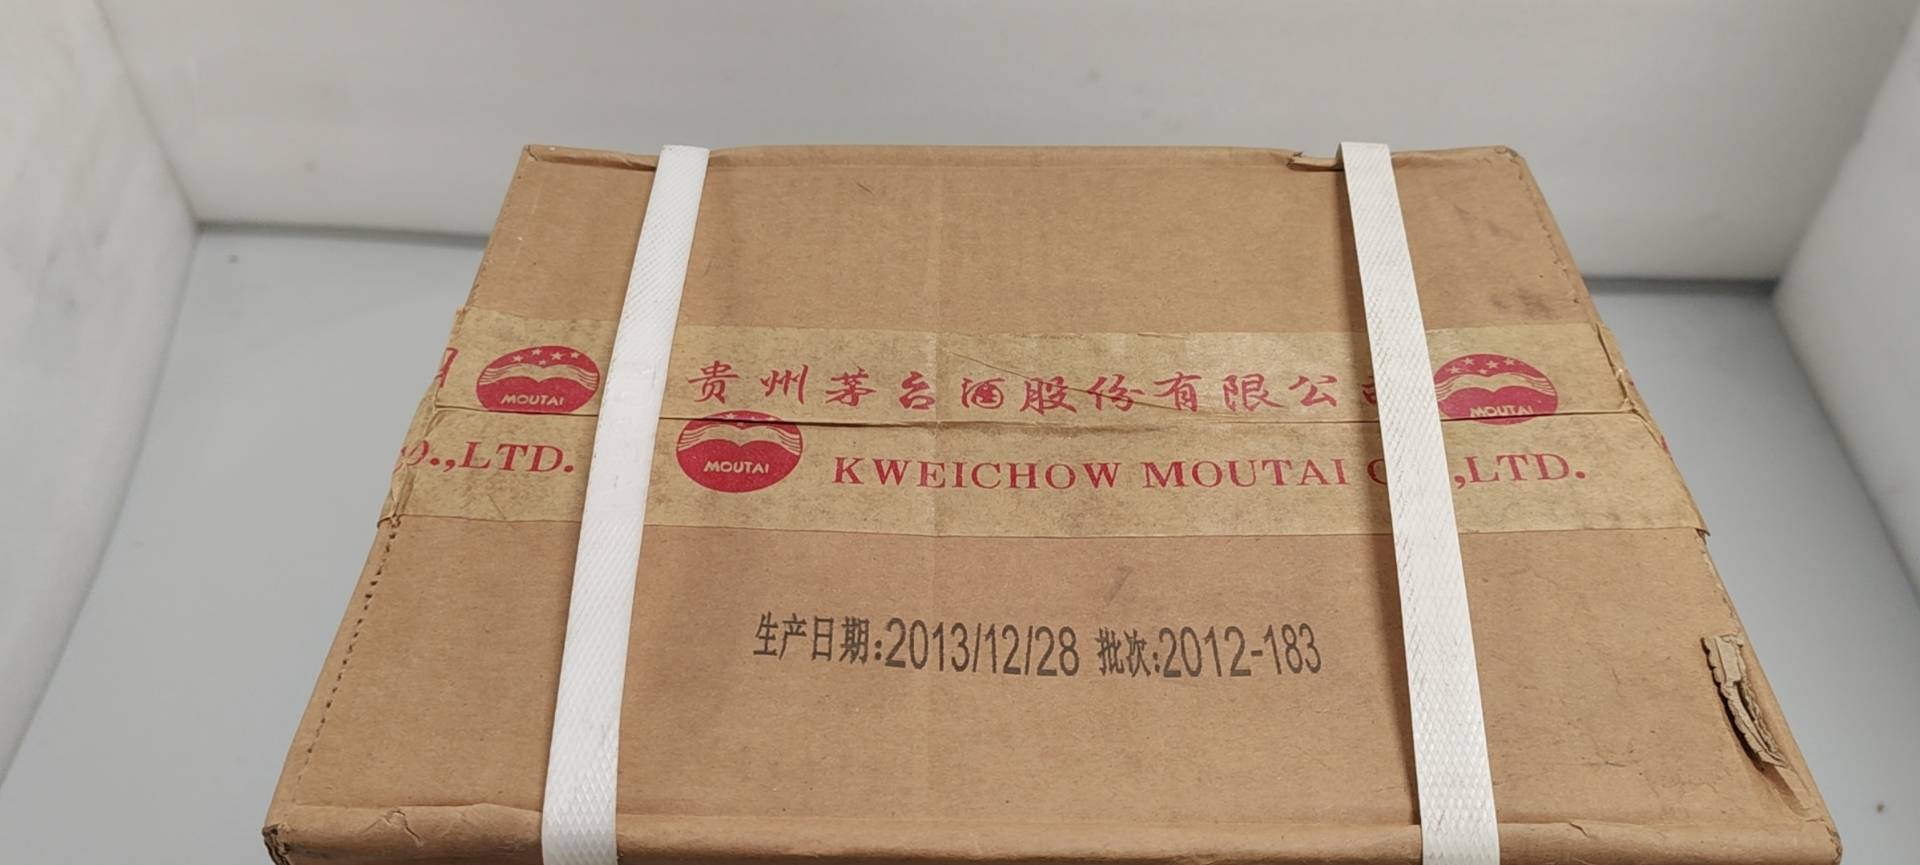 MOUTAI 贵州茅台酒股份有限公司 MOUTAI
.,LTD. MOUTAI KWEICHOW MOUTAI C ,LTD.
生产日期:2013/12/28 批次:2012-183